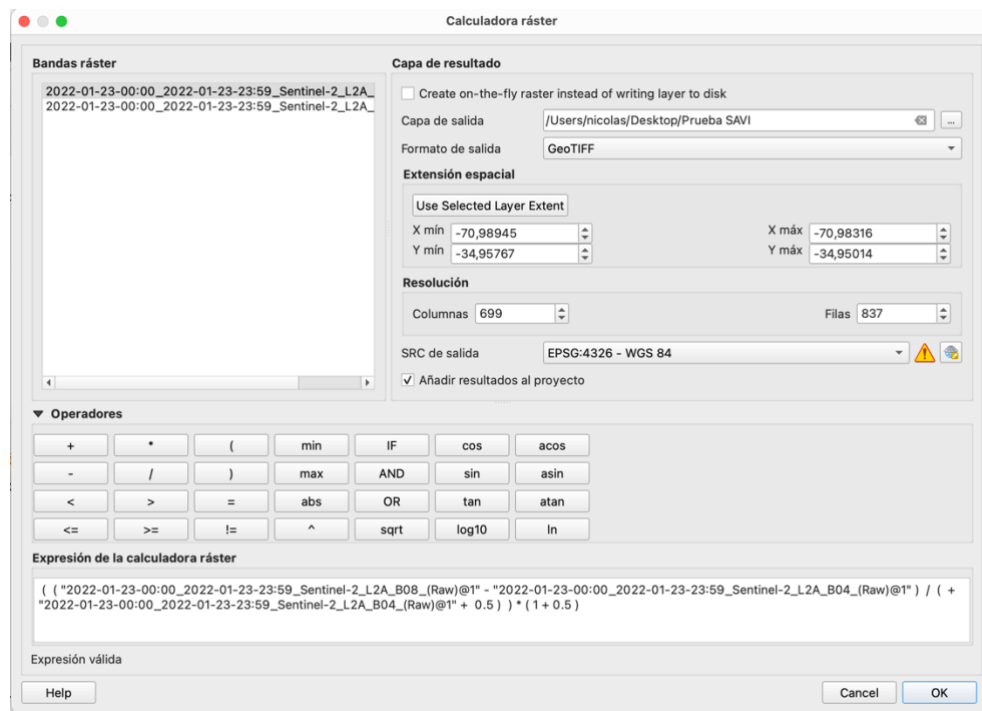 Calculadora ráster
Bandas ráster
2022-01-23-00:00_2022-01-23-23:59_Sentinel-2_L2A_
2022-01-23-00:00_2022-01-23-23:59_Sentinel-2_L2A_
Capa de resultado
Create on-the-fly raster instead of writing layer to disk
Capa de salida /Users/nicolas/Desktop/Prueba SAVI ...
Formato de salida GeoTIFF
Extensión espacial
Use Selected Layer Extent
X mín -70,98945 X máx -70,98316
Y mín -34,95767 Y máx -34,95014
Resolución
Columnas 699 Filas 837
SRC de salida EPSG:4326 - WGS 84
Añadir resultados al proyecto
Operadores
+ * ( min IF cos acos
- / ) max AND sin asin
< > = abs OR tan atan
<= >= != ^ sqrt log10 ln
Expresión de la calculadora ráster
( ( "2022-01-23-00:00_2022-01-23-23:59_Sentinel-2_L2A_B08_(Raw)@1" - "2022-01-23-00:00_2022-01-23-23:59_Sentinel-2_L2A_B04_(Raw)@1" ) / ( +
"2022-01-23-00:00_2022-01-23-23:59_Sentinel-2_L2A_B04_(Raw)@1" + 0.5 ) ) * ( 1 + 0.5 )
Expresión válida
Help Cancel OK